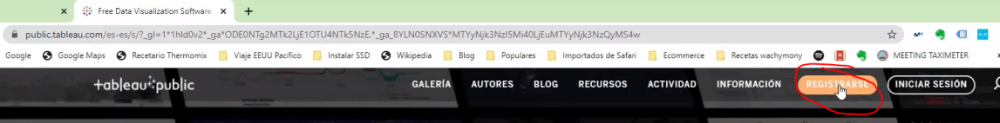 Free Data Visualization Software
public.tableau.com/es-es/s/?_gl=1*1hld0v2*_ga*ODE0NTg2MTk2LjE1OTU4NTk5NzE.*_ga_8YLN0SNXVS*MTYyNjk3NzI5Mi40LjEuMTYyNjk3NzQyMS4w
Google Google Maps Recetario Thermomix Viaje EEUU Pacífico Instalar SSD Wikipedia Blog Populares Importados de Safari Ecommerce Recetas wachymony MEETING TAXIMETER
+ableau public GALERÍA AUTORES BLOG RECURSOS ACTIVIDAD INFORMACIÓN REGISTRARSE INICIAR SESIÓN